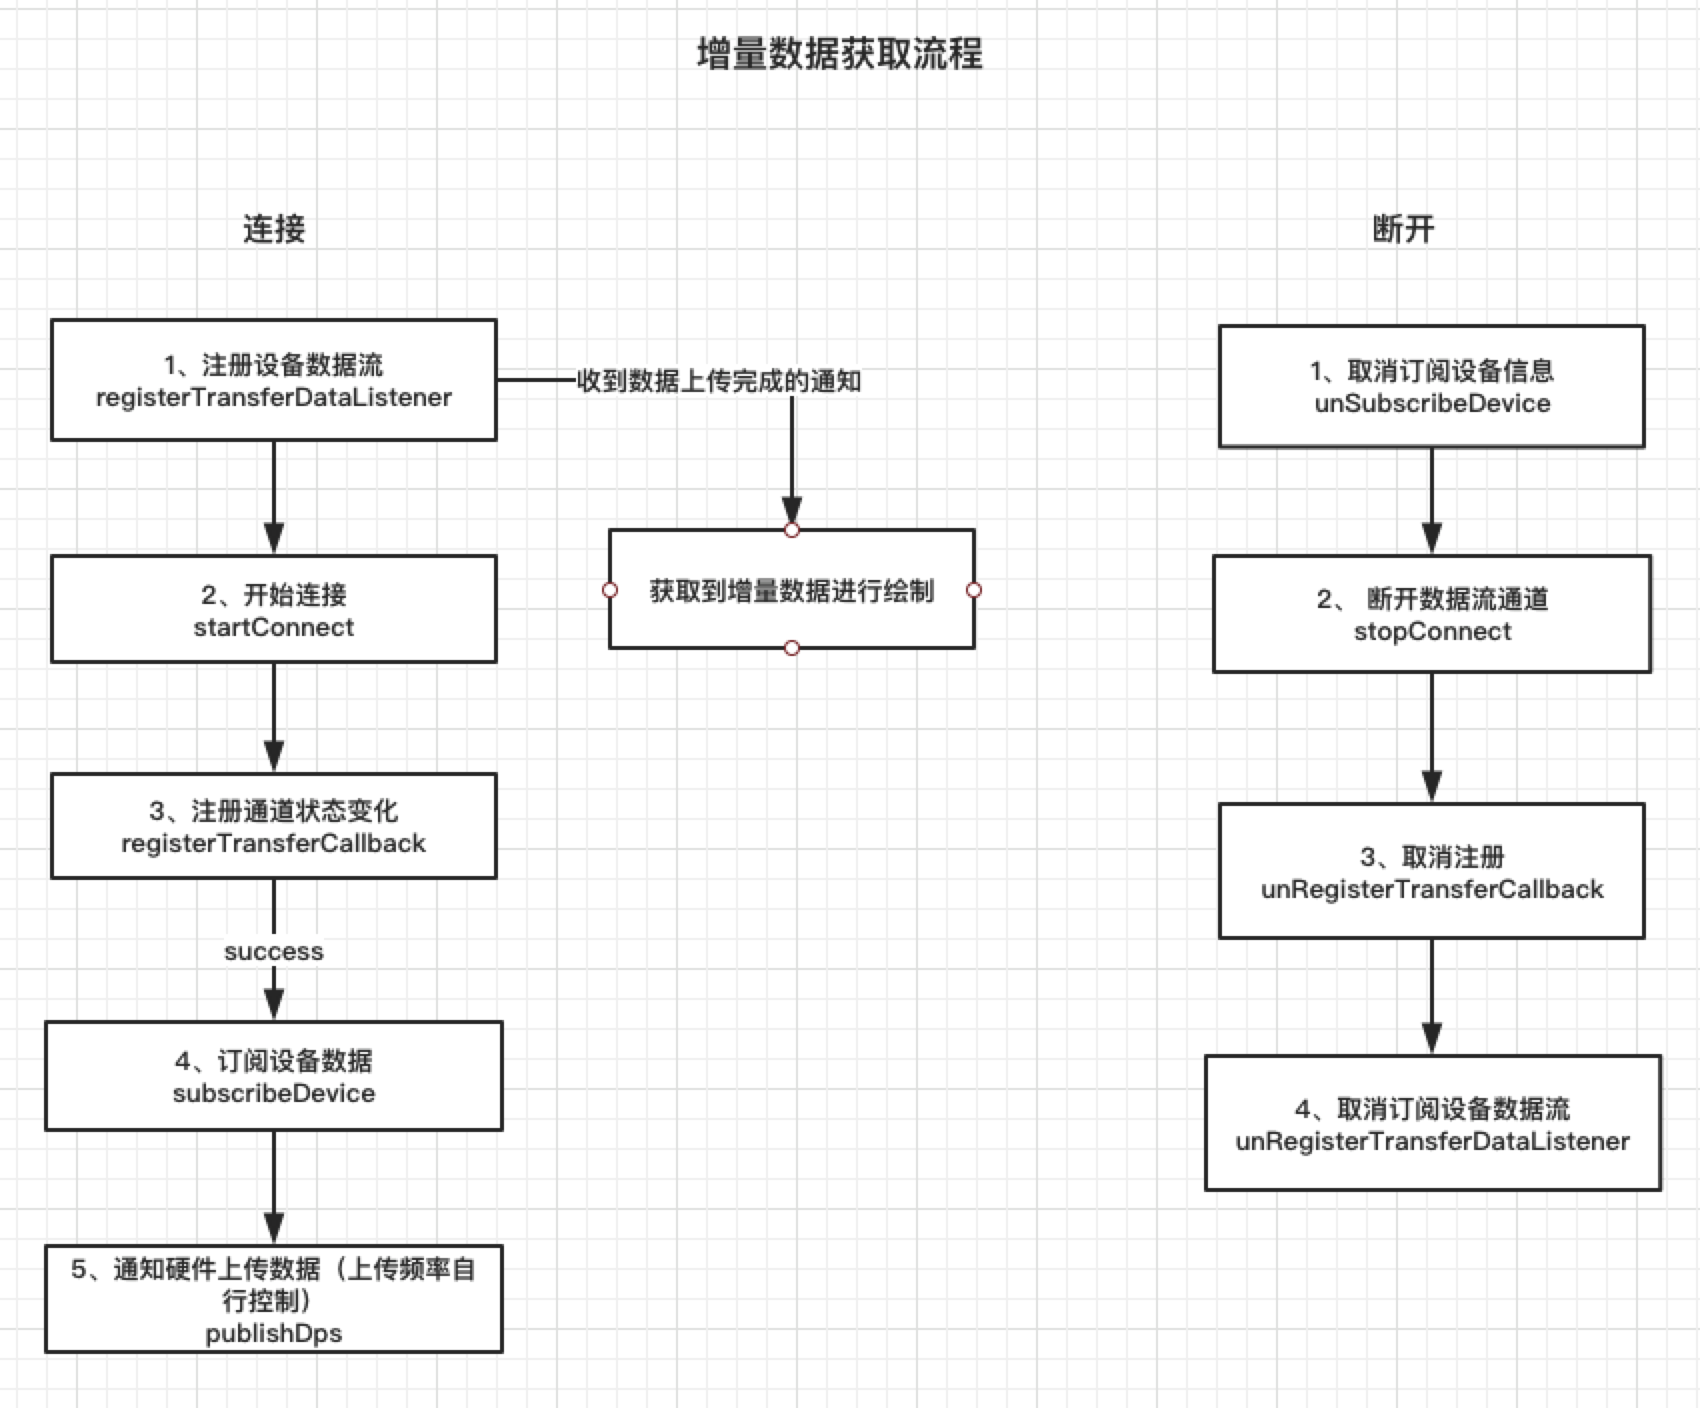 增量数据获取流程
连接
1、注册设备数据流
registerTransferDataListener
收到数据上传完成的通知
获取到增量数据进行绘制
2、开始连接
startConnect
3、注册通道状态变化
registerTransferCallback
success
4、订阅设备数据
subscribeDevice
5、通知硬件上传数据（上传频率自
行控制）
publishDps
断开
1、取消订阅设备信息
unSubscribeDevice
2、 断开数据流通道
stopConnect
3、取消注册
unRegisterTransferCallback
4、取消订阅设备数据流
unRegisterTransferDataListener